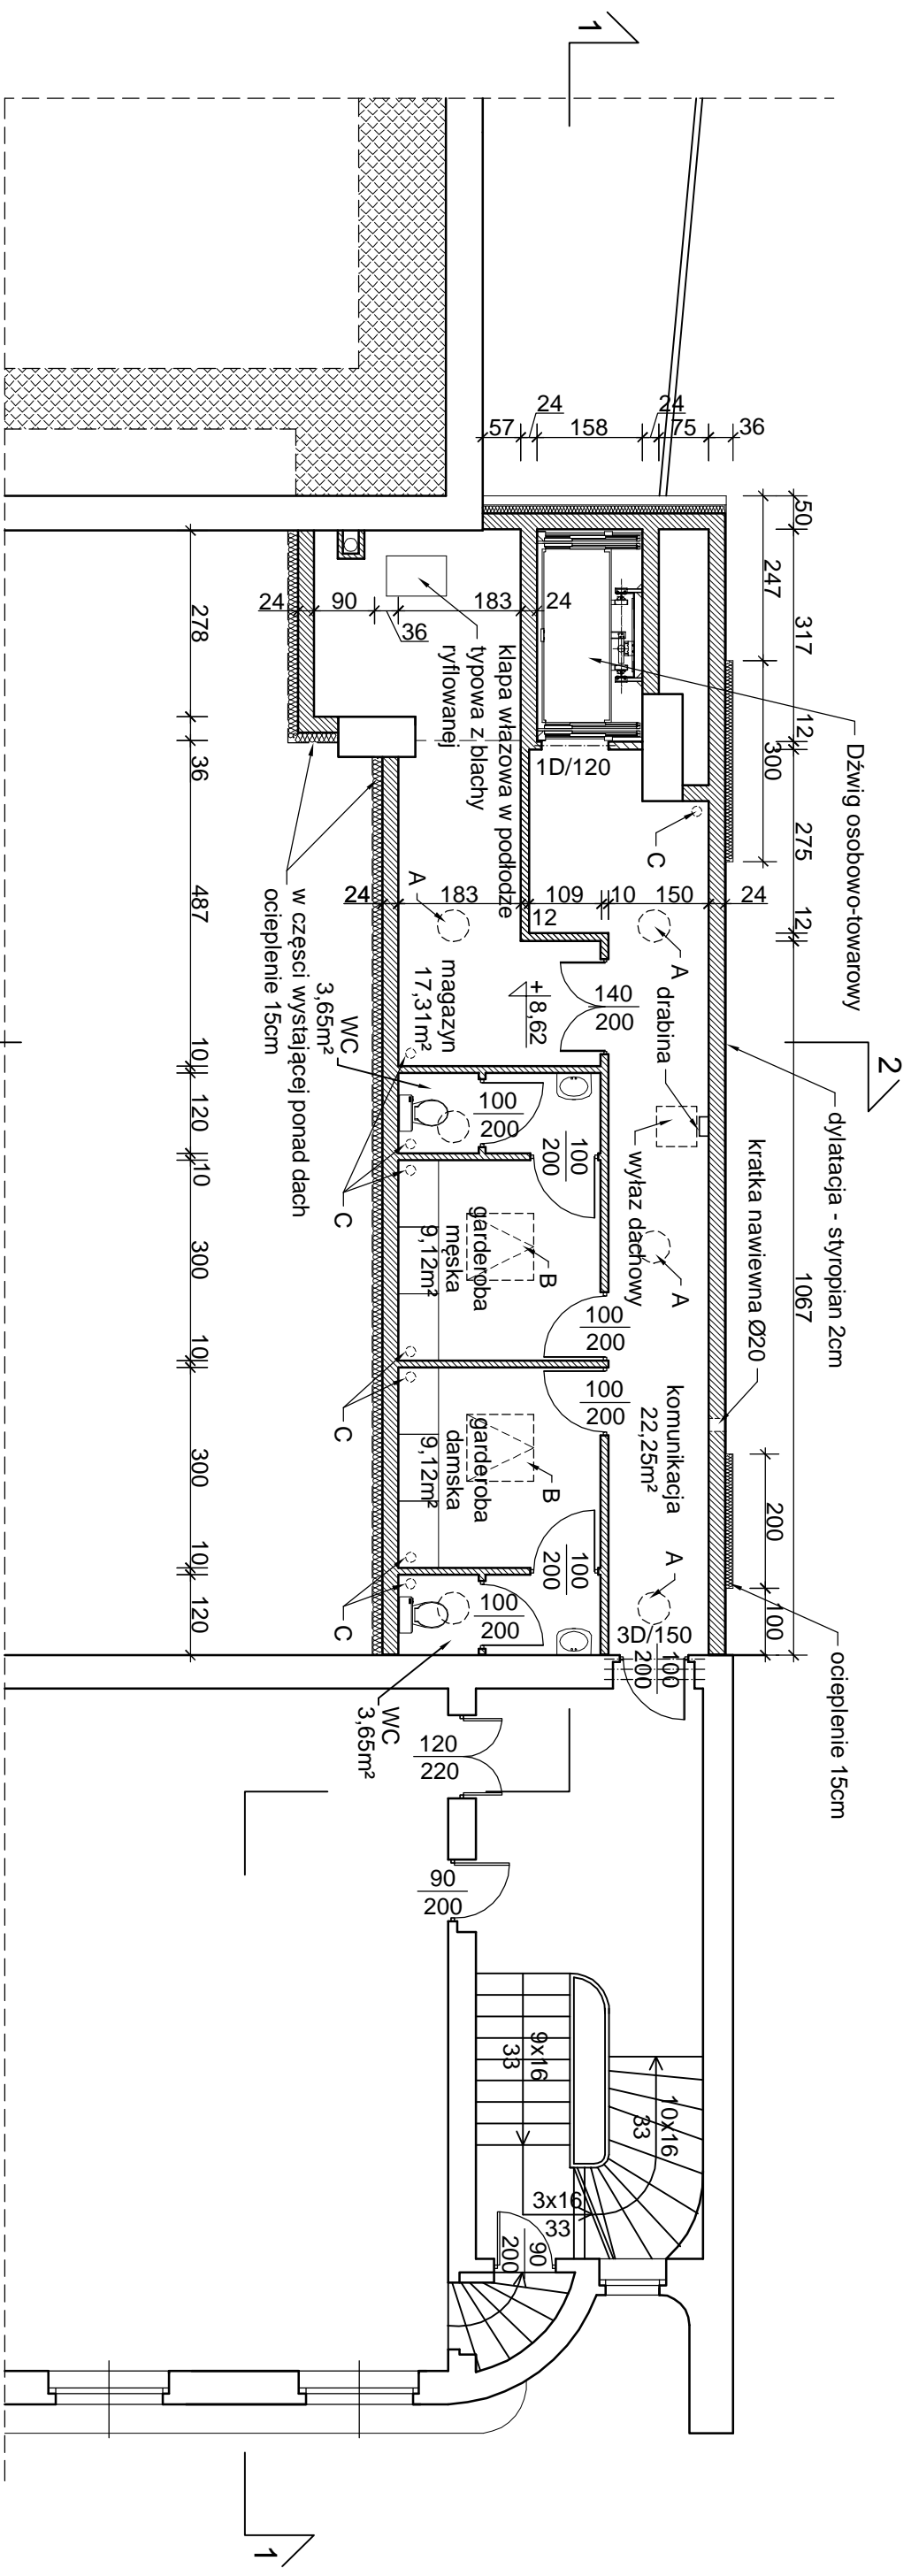 1
24
24
57
158
75
36
50
247
317
12
300
275
12
1067
200
100
Dźwig osobowo-towarowy
2
dylatacja - styropian 2cm
kratka nawiewna Ø20
ocieplenie 15cm
24
90
36
183
24
klapa włazowa w podłodze
typowa z blachy
ryflowanej
1D/120
C
24
183
12
109
10
150
24
A
A
drabina
magazyn
17,31m²
+8,62
140
200
wyłaz dachowy
A
w części wystającej ponad dach
ocieplenie 15cm
WC
3,65m²
100
200
100
200
C
garderoba
męska
9,12m²
B
100
200
100
200
komunikacja
22,25m²
C
garderoba
damska
9,12m²
B
100
200
100
200
A
C
3D/150
100
200
WC
3,65m²
278
36
487
10
120
10
300
10
300
10
120
120
220
90
200
9x16
33
10x16
33
3x16
33
90
200
1